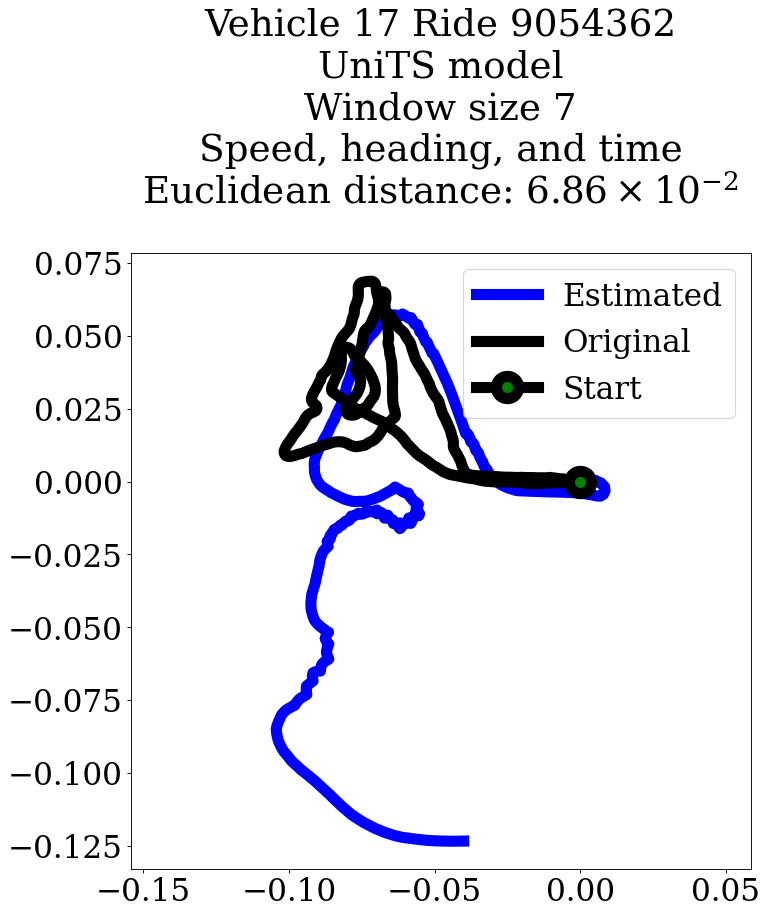 Vehicle 17 Ride 9054362
UniTS model
Window size 7
Speed, heading, and time
Euclidean distance: 6.86 × 10⁻²
0.075
Estimated
0.050
Original
Start
0.025
0.000
−0.025
−0.050
−0.075
−0.100
−0.125
−0.15 −0.10 −0.05 0.00 0.05